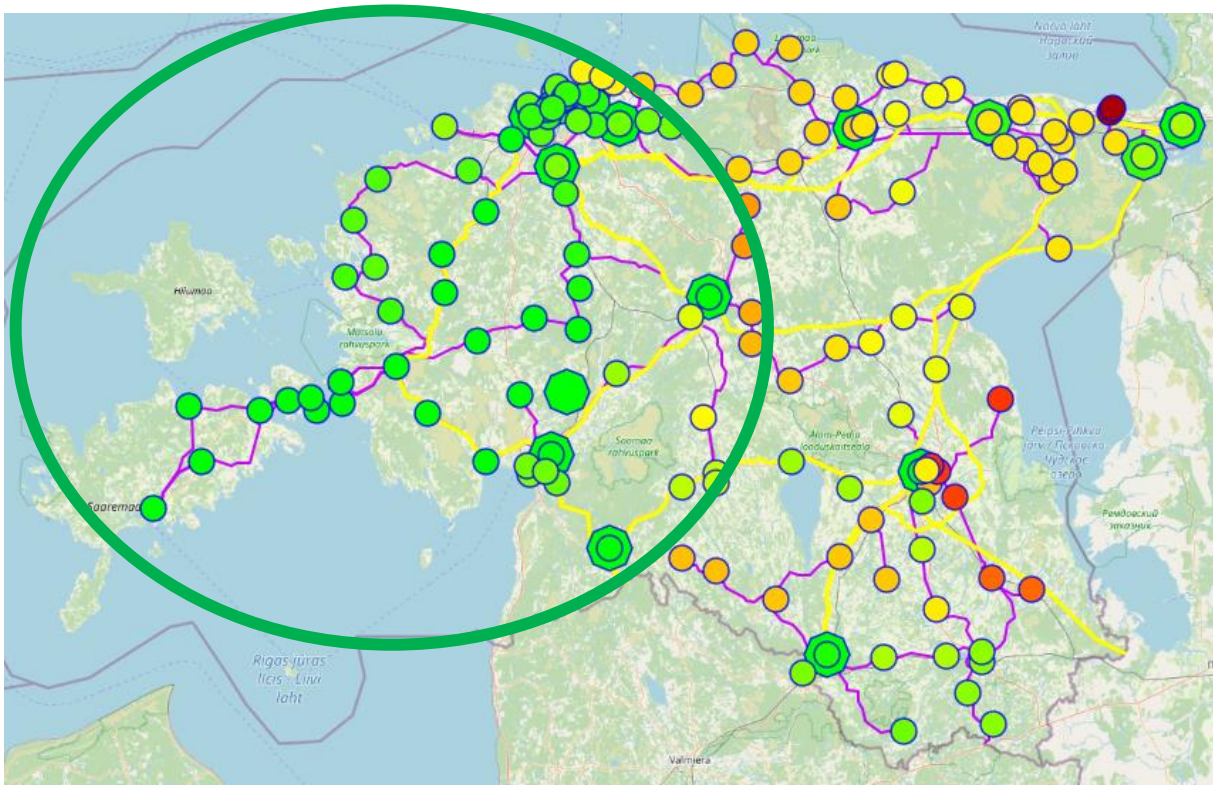 Narva laht
Нарвский
залив
Hiiumaa
Matsalu
rahvuspark
Soomaa
rahvuspark
Alam-Pedja
looduskaitseala
Peipsi-Pihkva
järv / Псковско
Чудское
озеро
Ремдовский
заказник
Saaremaa
Rīgas jūras
līcis - Liivi
laht
Valmiera